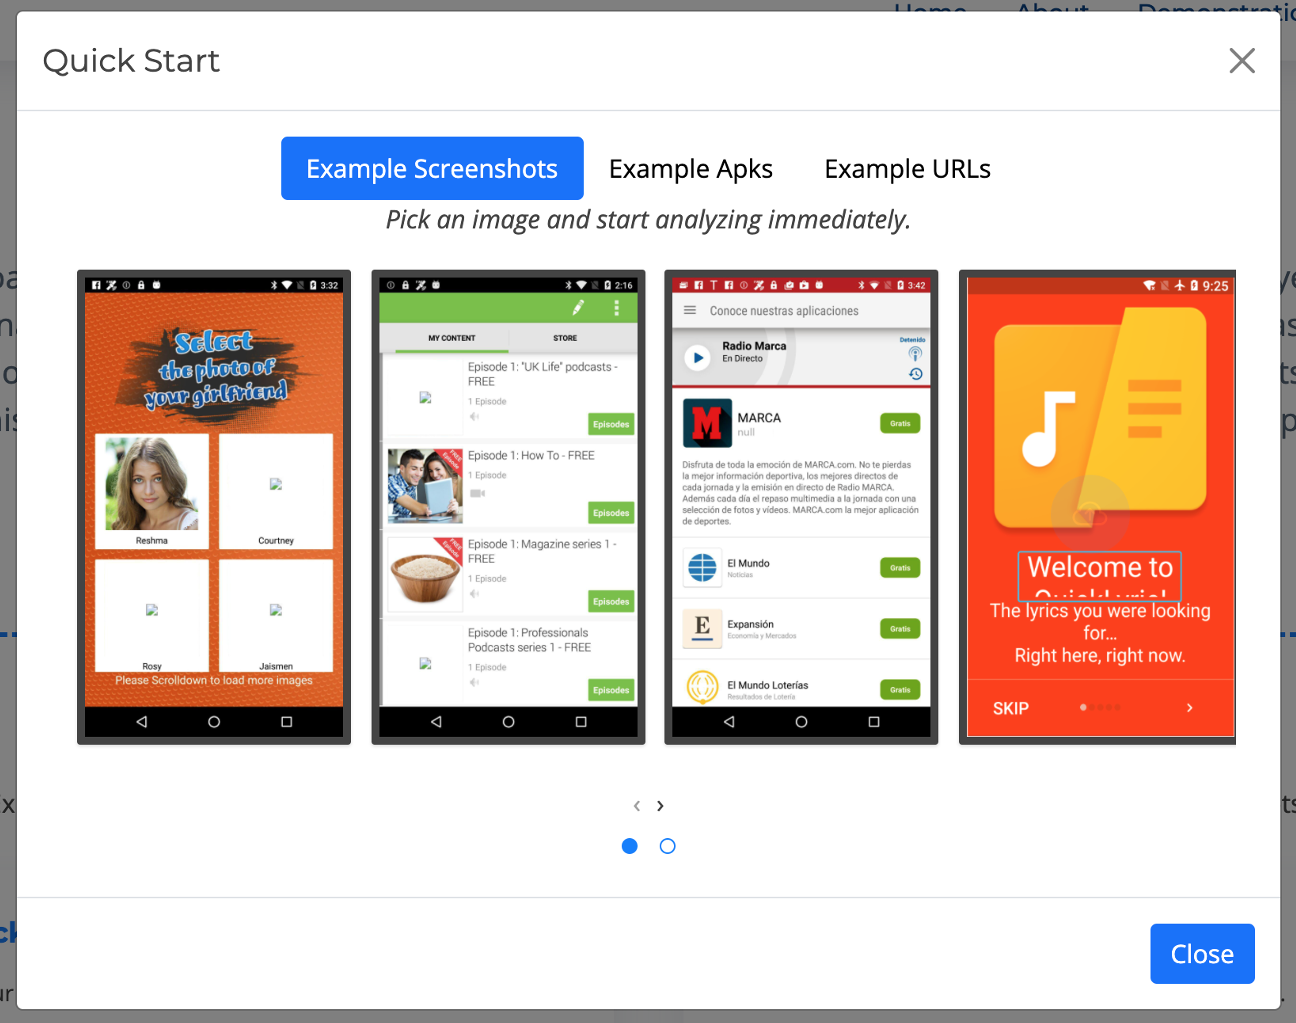 Home About Demonstratio
Quick Start
Example Screenshots Example Apks Example URLs
Pick an image and start analyzing immediately.
3:32
Select
the photo of
your girlfriend
Reshma
Courtney
Rosy
Jaismen
Please Scrolldown to load more images
2:16
MY CONTENT STORE
Episode 1: "UK Life" podcasts -
FREE
1 Episode
Episodes
FREE
Episode
Episode 1: How To - FREE
1 Episode
Episodes
FREE
Episode
Episode 1: Magazine series 1 -
FREE
1 Episode
Episodes
Episode 1: Professionals
Podcasts series 1 - FREE
1 Episode
Episodes
3:42
Conoce nuestras aplicaciones
Radio Marca
En Directo
Detenido
M
MARCA
null
Gratis
Disfruta de toda la emoción de MARCA.com. No te pierdas
la mejor información deportiva, los mejores directos de
cada jornada y la emisión en directo de Radio MARCA.
Además cada día el repaso multimedia a la jornada con una
selección de fotos y vídeos. MARCA.com la mejor aplicación
de deportes.
El Mundo
Noticias
Gratis
E
Expansión
Economía y Mercados
Gratis
El Mundo Loterías
Resultados de Lotería
Gratis
9:25
Welcome to
QuickLyric!
The lyrics you were looking
for...
Right here, right now.
SKIP
Close